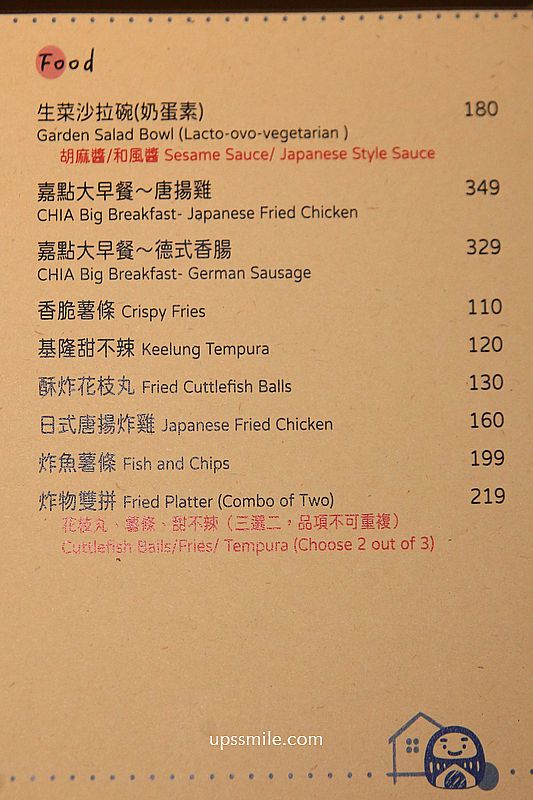 Food
生菜沙拉碗(奶蛋素) 180
Garden Salad Bowl (Lacto-ovo-vegetarian )
胡麻醬/和風醬 Sesame Sauce/ Japanese Style Sauce
嘉點大早餐～唐揚雞 349
CHIA Big Breakfast- Japanese Fried Chicken
嘉點大早餐～德式香腸 329
CHIA Big Breakfast- German Sausage
香脆薯條 Crispy Fries 110
基隆甜不辣 Keelung Tempura 120
酥炸花枝丸 Fried Cuttlefish Balls 130
日式唐揚炸雞 Japanese Fried Chicken 160
炸魚薯條 Fish and Chips 199
炸物雙拼 Fried Platter (Combo of Two) 219
花枝丸、薯條、甜不辣（三選二，品項不可重複）
Cuttlefish Balls/Fries/ Tempura (Choose 2 out of 3)
upssmile.com